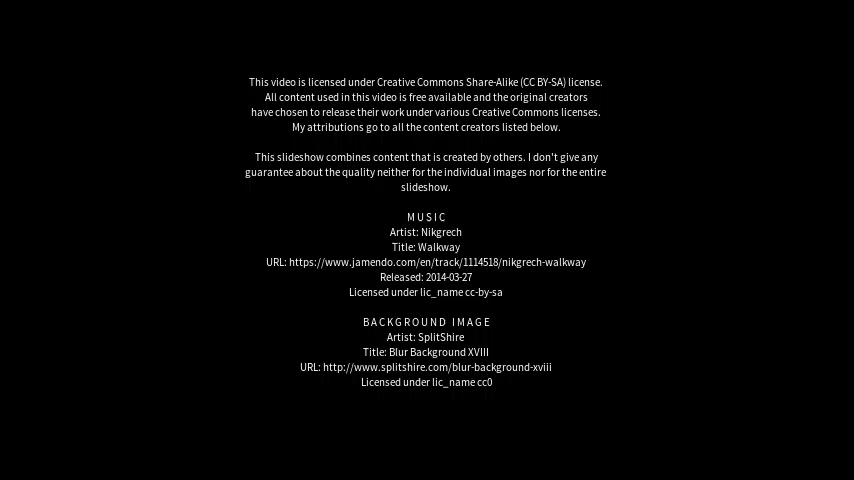 This video is licensed under Creative Commons Share-Alike (CC BY-SA) license.
All content used in this video is free available and the original creators
have chosen to release their work under various Creative Commons licenses.
My attributions go to all the content creators listed below.
This slideshow combines content that is created by others. I don't give any
guarantee about the quality neither for the individual images nor for the entire
slideshow.
MUSIC
Artist: Nikgrech
Title: Walkway
URL: https://www.jamendo.com/en/track/1114518/nikgrech-walkway
Released: 2014-03-27
Licensed under lic_name cc-by-sa
BACKGROUND IMAGE
Artist: SplitShire
Title: Blur Background XVIII
URL: http://www.splitshire.com/blur-background-xviii
Licensed under lic_name cc0